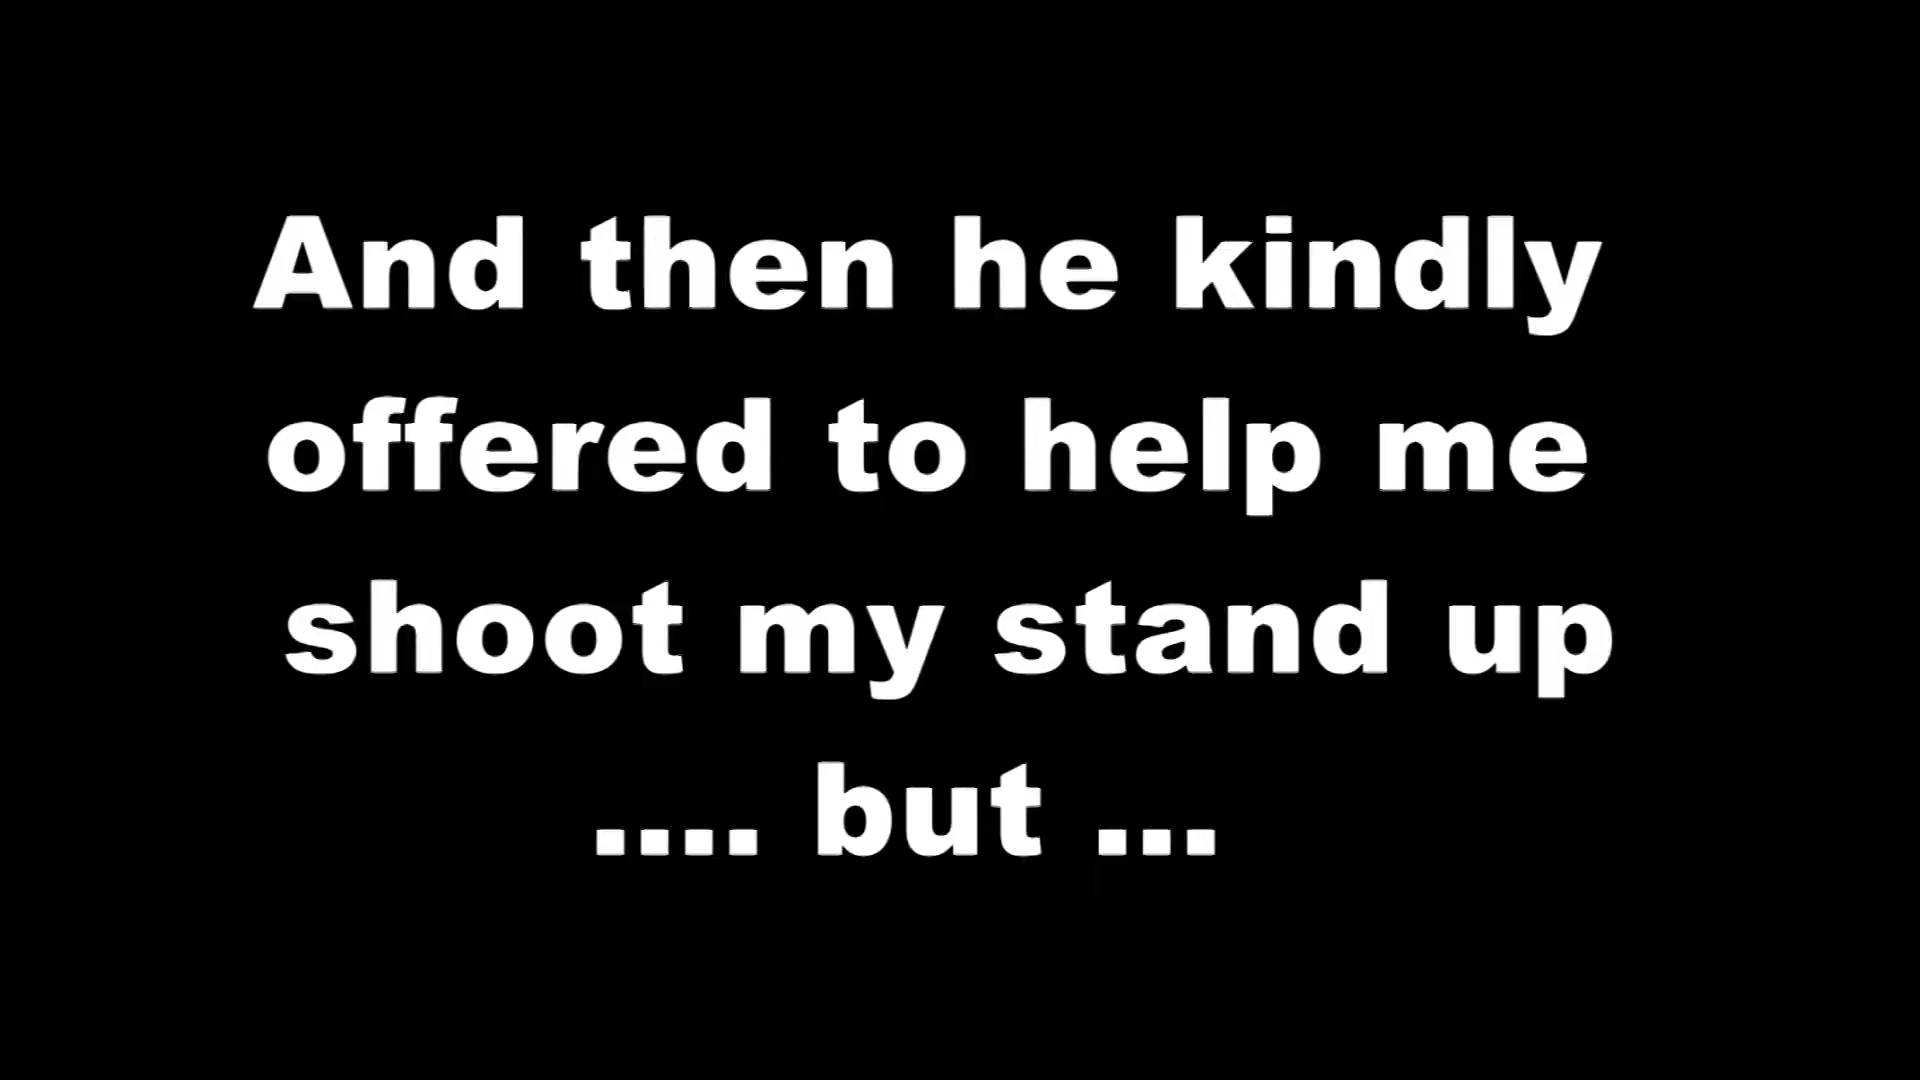 And then he kindly
offered to help me
shoot my stand up
.... but ...